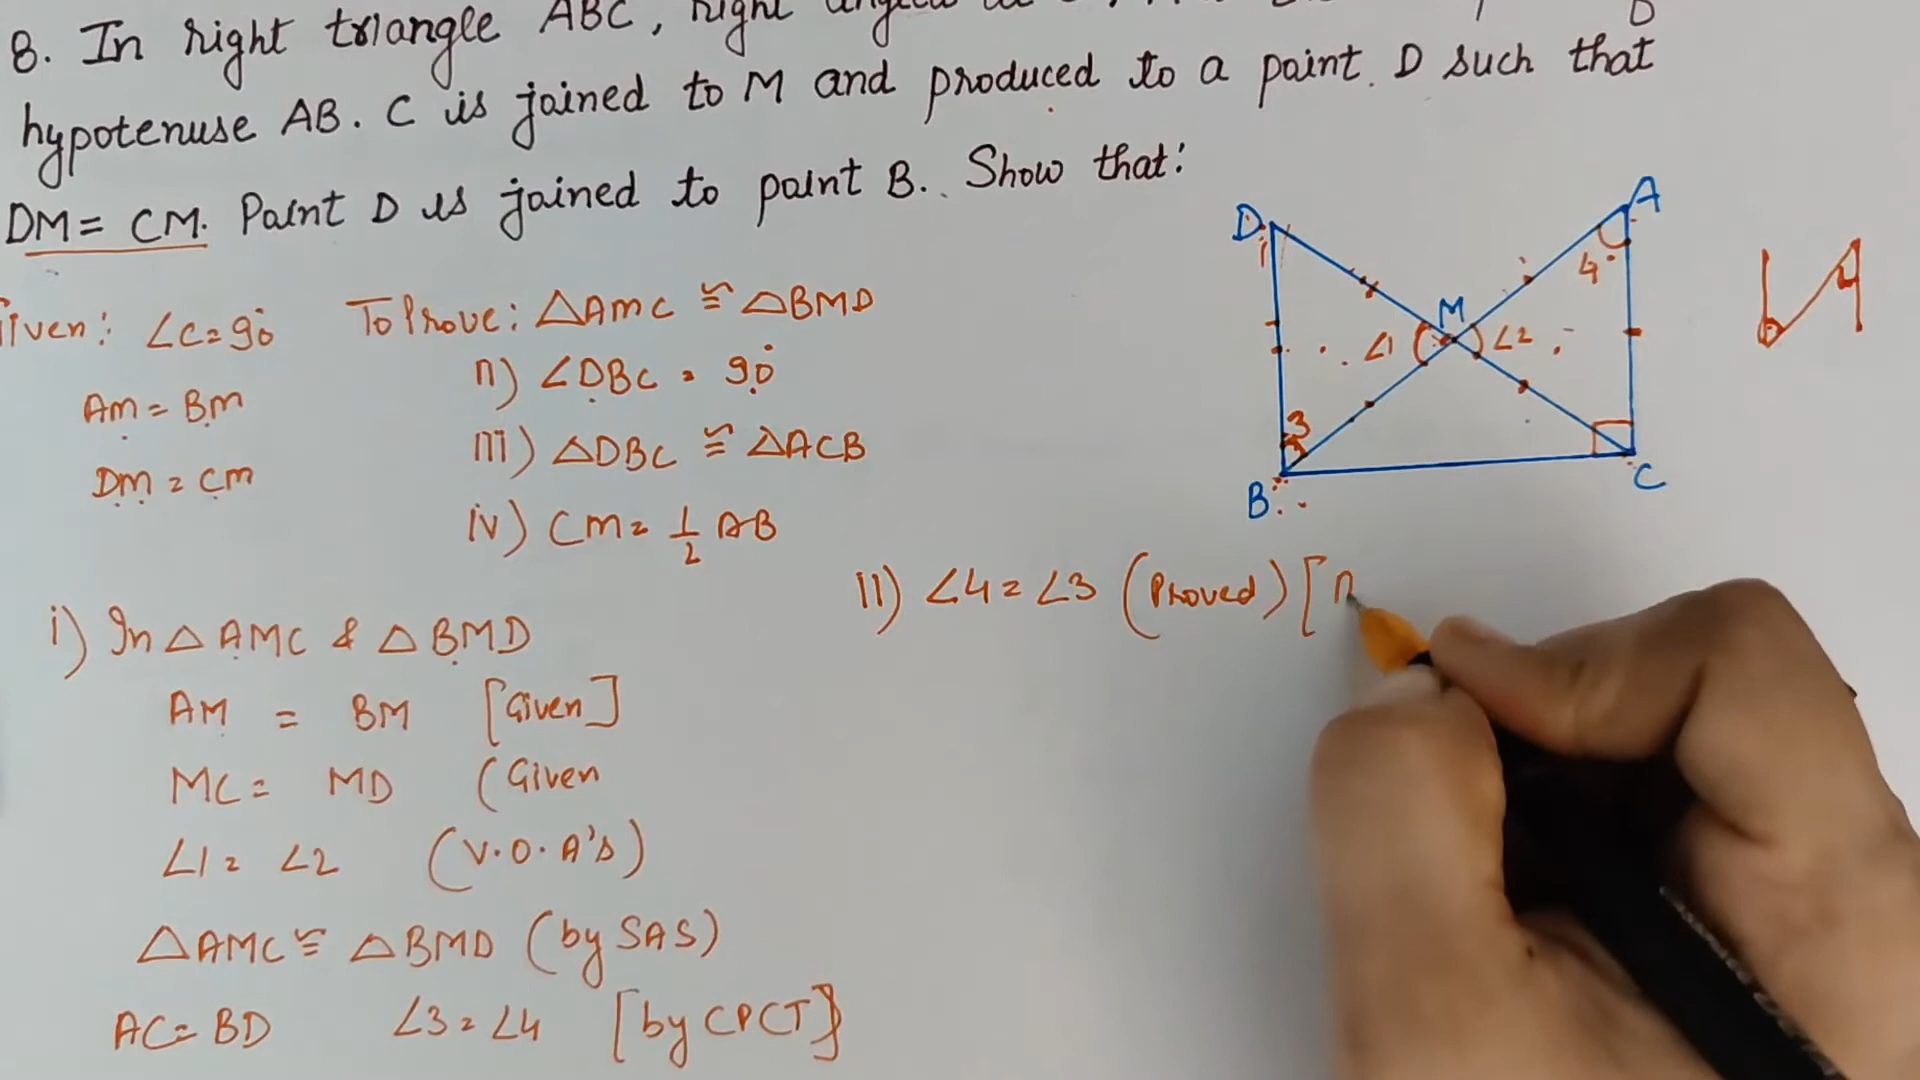 8. In right triangle ABC, right
hypotenuse AB. C is joined to M and produced to a point D such that
DM = CM. Point D is joined to point B. Show that:
Given: ∠C = 90°
AM = BM
DM = CM
To Prove: △AMC ≅ △BMD
II) ∠DBC = 90°
III) △DBC ≅ △ACB
IV) CM = 1/2 AB
D
A
M
∠1
∠2
3
4
B
C
i) In △ AMC & △ BMD
AM = BM [Given]
MC = MD (Given
∠1 = ∠2 (V.O.A's)
△AMC ≅ △BMD (by SAS)
AC = BD ∠3 = ∠4 [by CPCT]
II) ∠4 = ∠3 (Proved) [